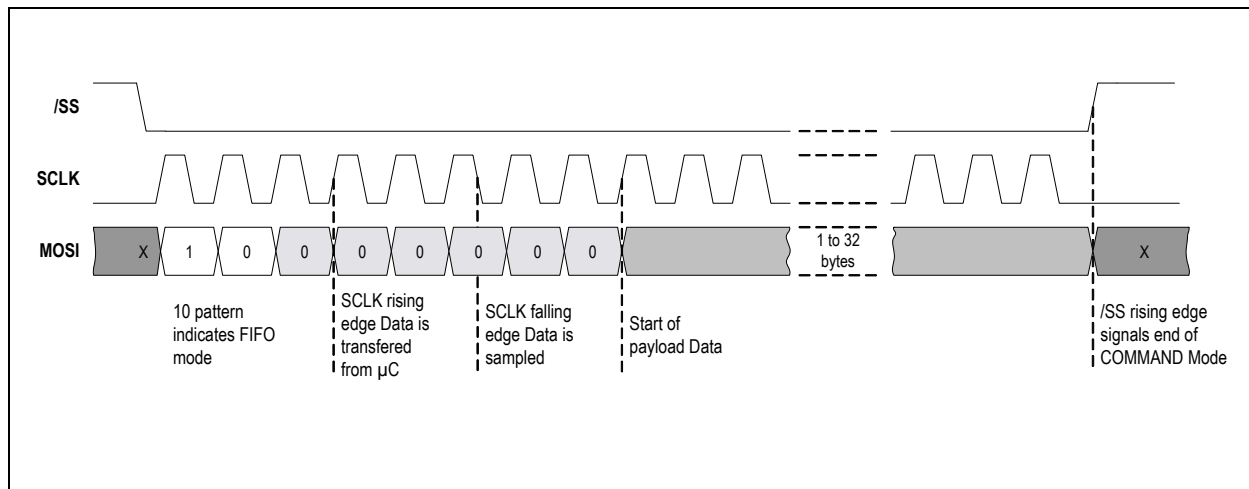 /SS
SCLK
MOSI
X 1 0 0 0 0 0 0 0
1 to 32
bytes
X
10 pattern
indicates FIFO
mode
SCLK rising
edge Data is
transfered
from µC
SCLK falling
edge Data is
sampled
Start of
payload Data
/SS rising edge
signals end of
COMMAND Mode